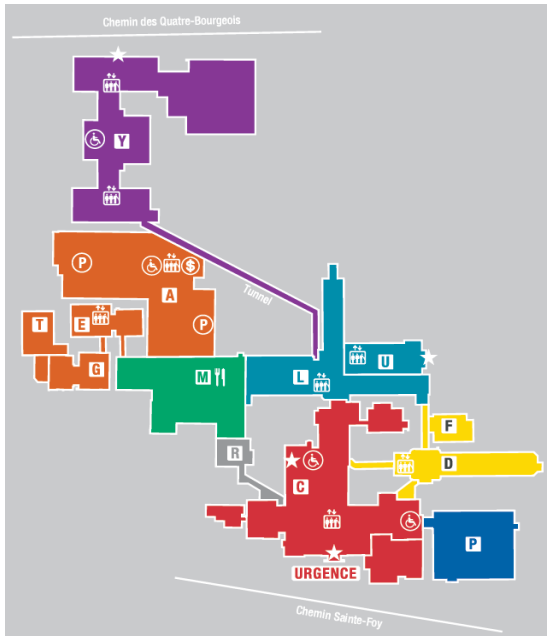 Chemin des Quatre-Bourgeois
Y
P
$
A
Tunnel
T
E
P
G
M
L
U
F
R
D
C
P
URGENCE
Chemin Sainte-Foy